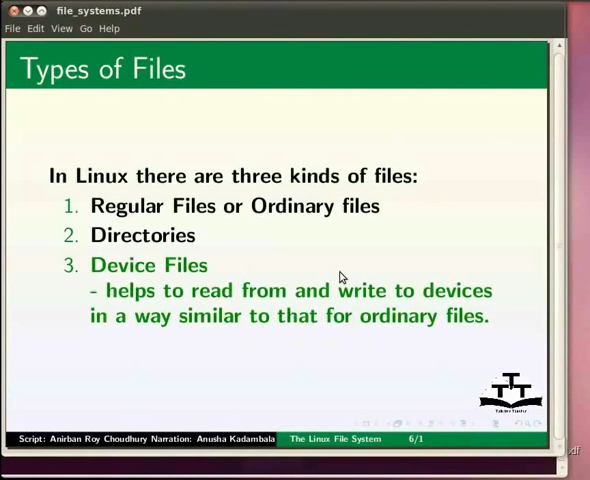 file_systems.pdf
File Edit View Go Help
Types of Files
In Linux there are three kinds of files:
1. Regular Files or Ordinary files
2. Directories
3. Device Files
- helps to read from and write to devices
in a way similar to that for ordinary files.
Script: Anirban Roy Choudhury Narration: Anusha Kadambala The Linux File System 6/1